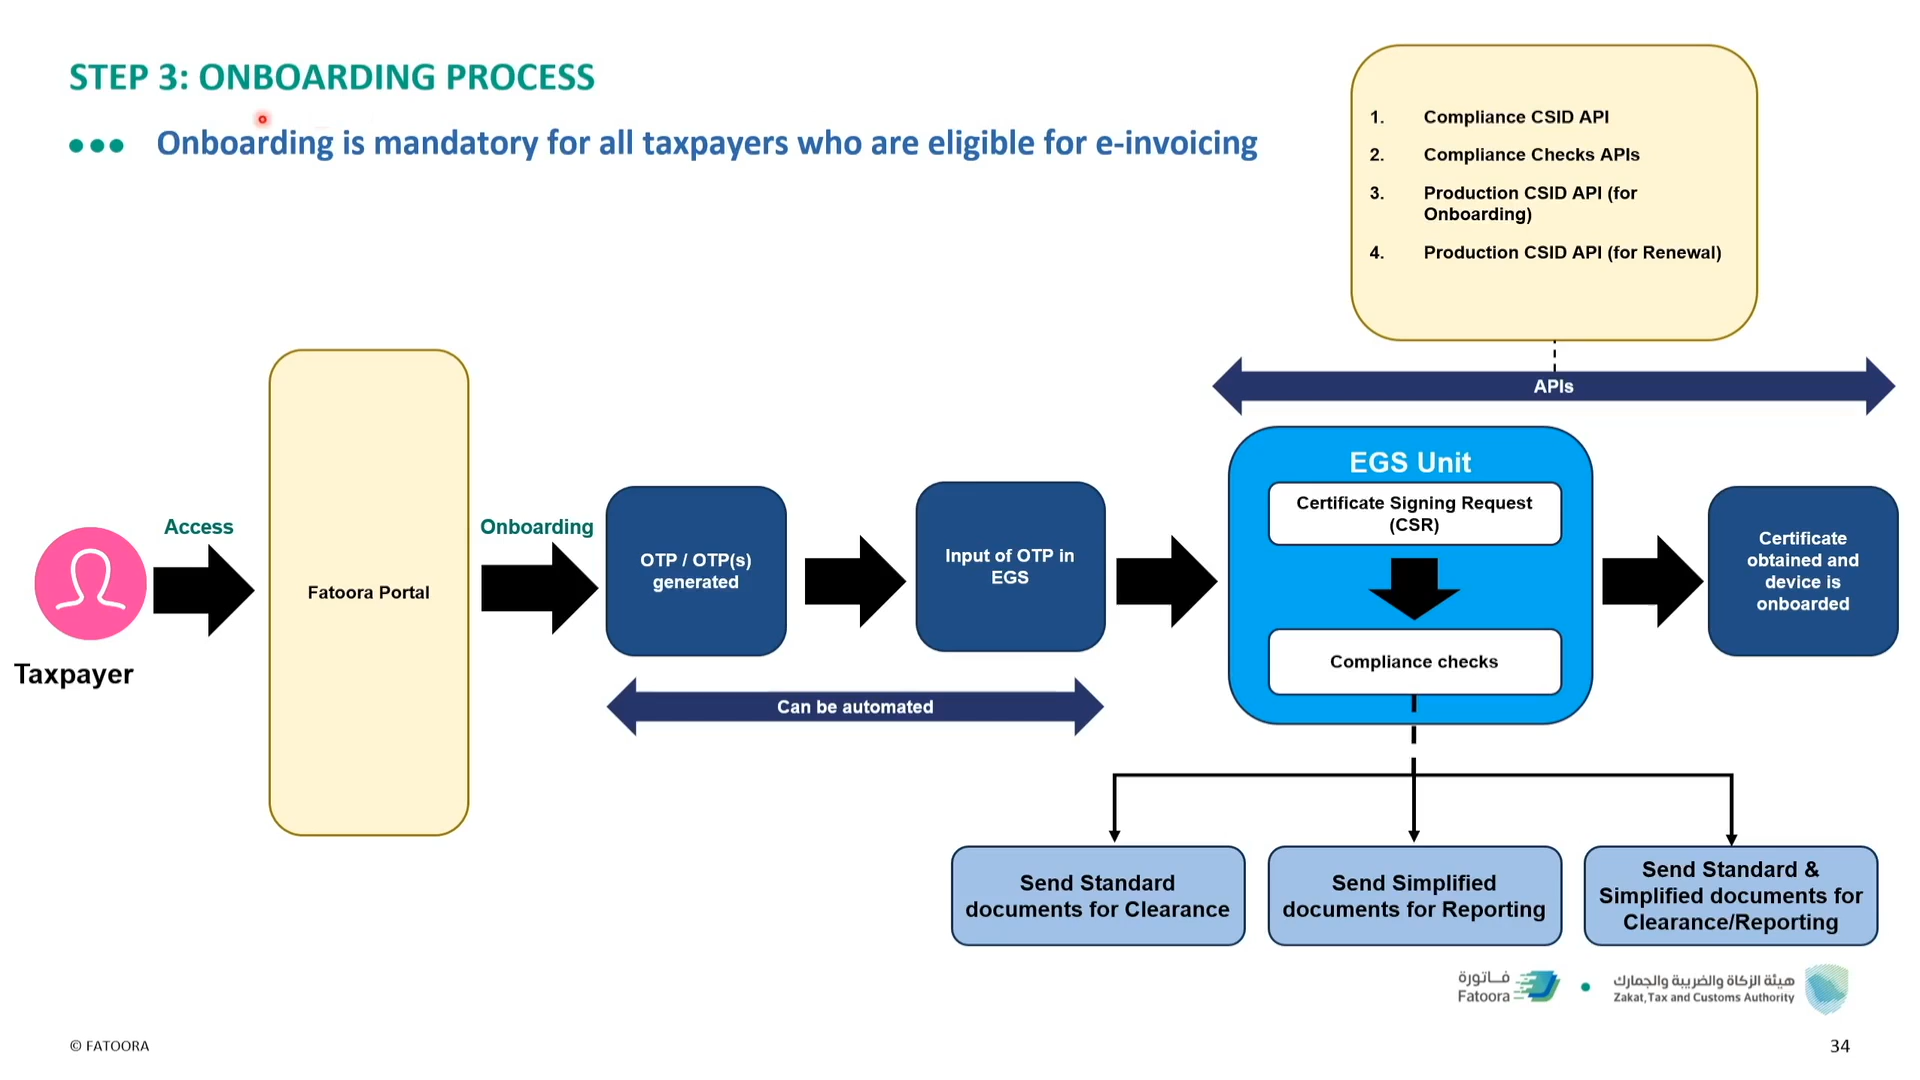 STEP 3: ONBOARDING PROCESS
Onboarding is mandatory for all taxpayers who are eligible for e-invoicing
1. Compliance CSID API
2. Compliance Checks APIs
3. Production CSID API (for
Onboarding)
4. Production CSID API (for Renewal)
APIs
Taxpayer
Access
Fatoora Portal
Onboarding
OTP / OTP(s)
generated
Input of OTP in
EGS
Can be automated
EGS Unit
Certificate Signing Request
(CSR)
Compliance checks
Certificate
obtained and
device is
onboarded
Send Standard
documents for Clearance
Send Simplified
documents for Reporting
Send Standard &
Simplified documents for
Clearance/Reporting
فـاتورة
Fatoora
هيئة الزكاة والضريبة والجمارك
Zakat, Tax and Customs Authority
© FATOORA
34